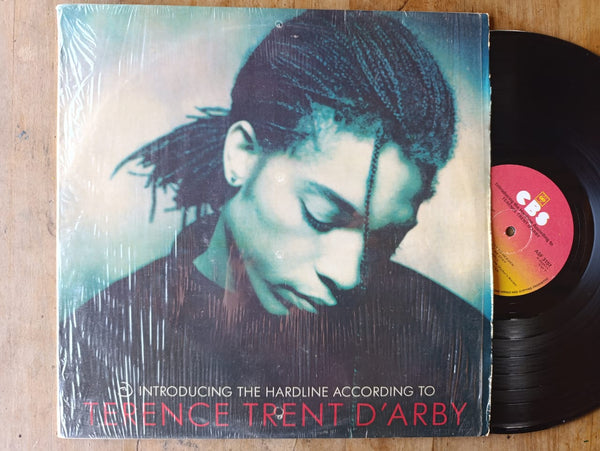 INTRODUCING THE HARDLINE ACCORDING TO
TERENCE TRENT D'ARBY
CBS